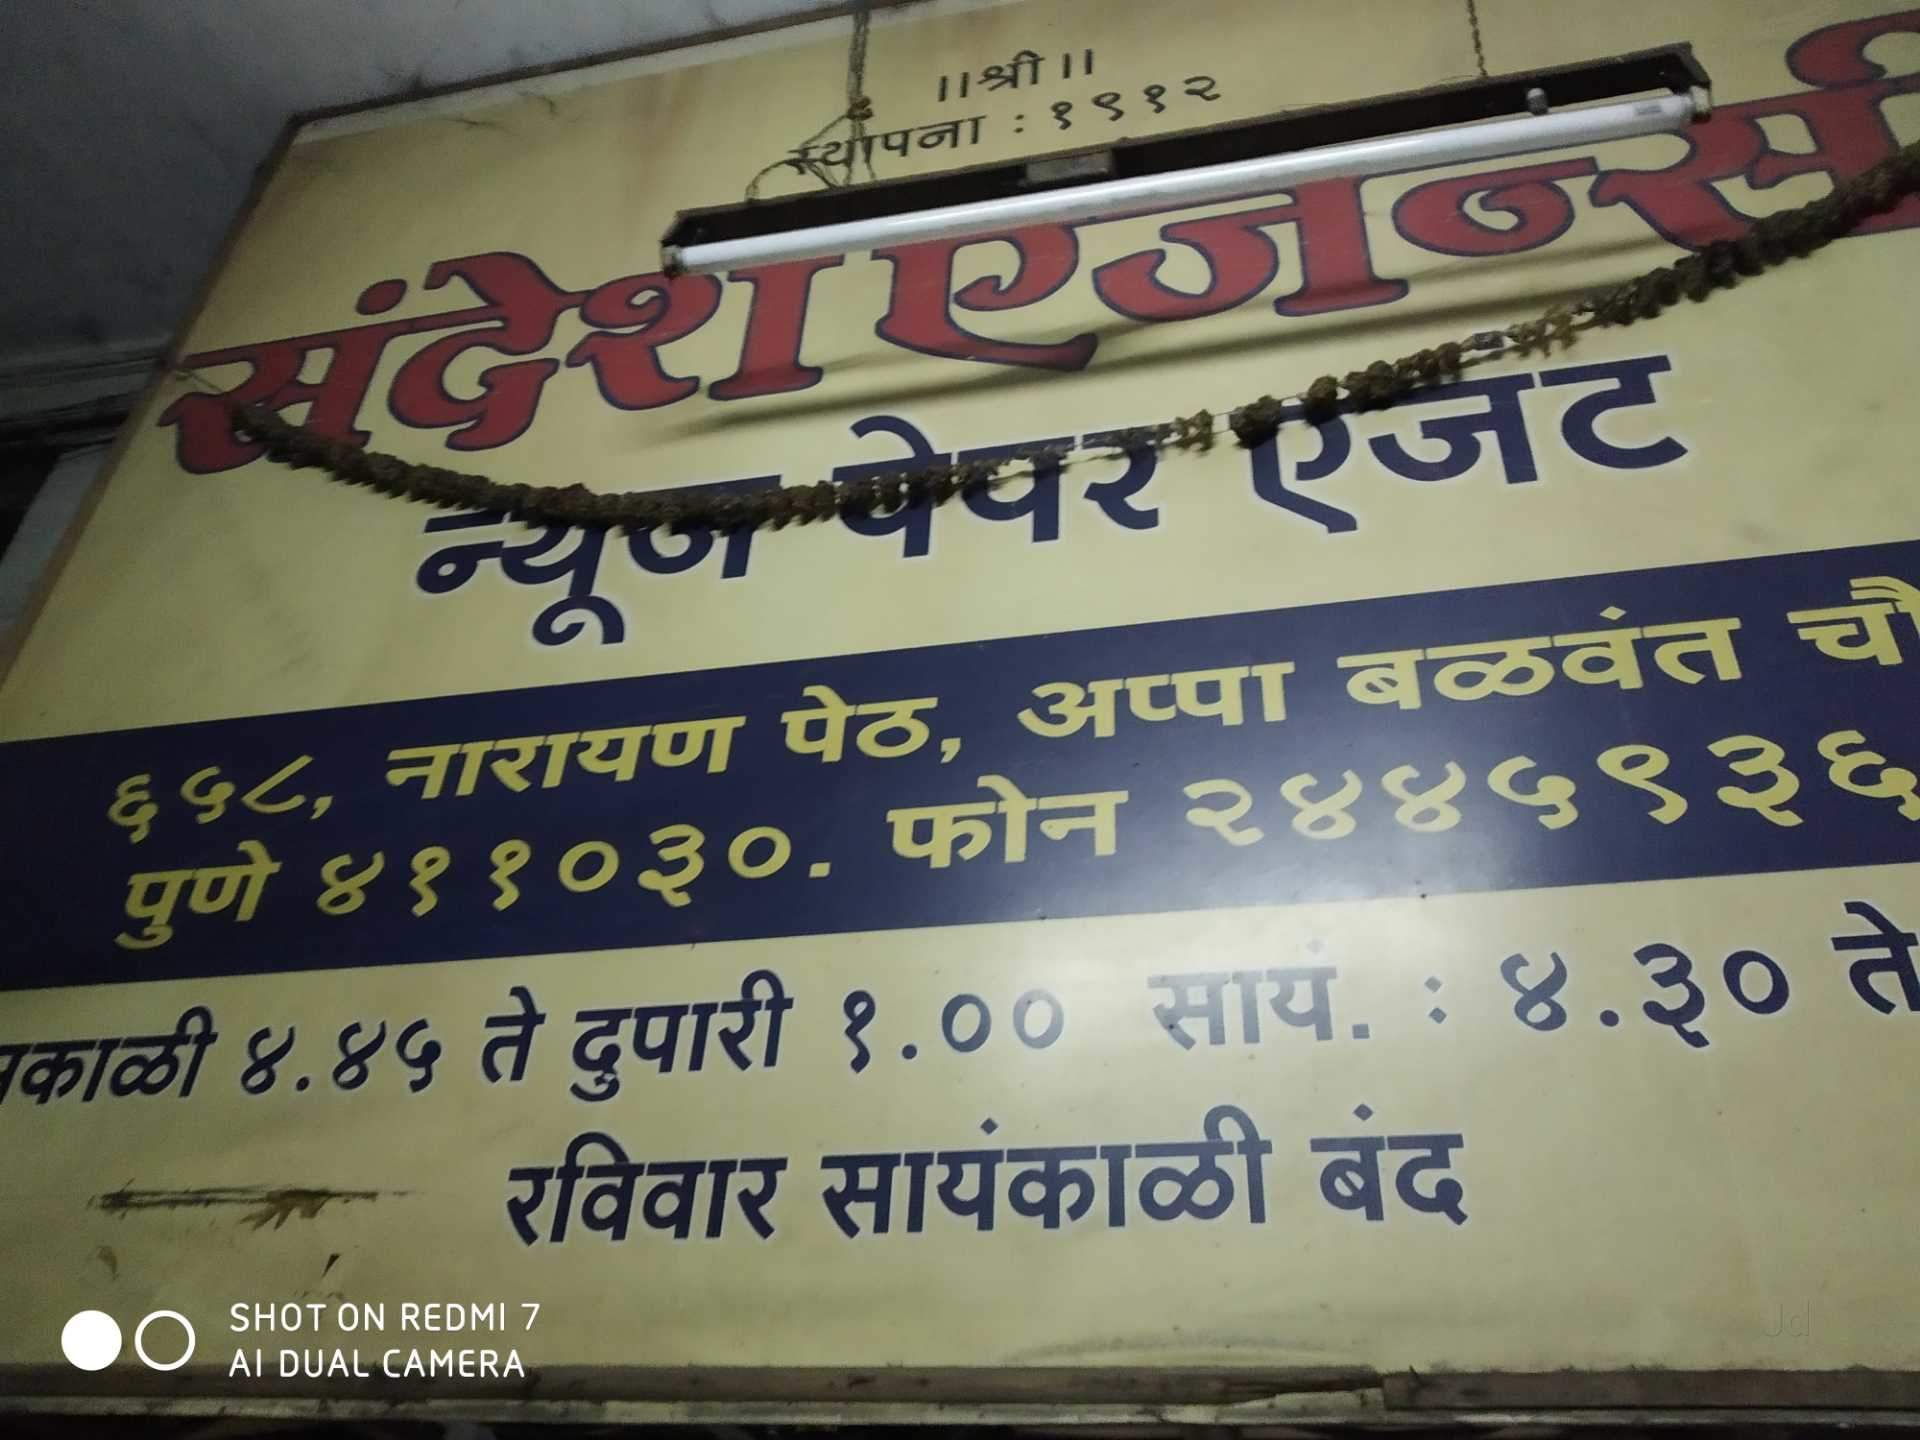 ।।श्री।।
स्थापना : १९१२
संदेश एजन्सी
न्यूज पेपर एजंट
६५८, नारायण पेठ, अप्पा बळवंत
पुणे ४११०३०. फोन २४४५९३६
४.४५ ते दुपारी १.०० सायं. : ४.३० ते
रविवार सायंकाळी बंद
SHOT ON REDMI 7
AI DUAL CAMERA
Jd